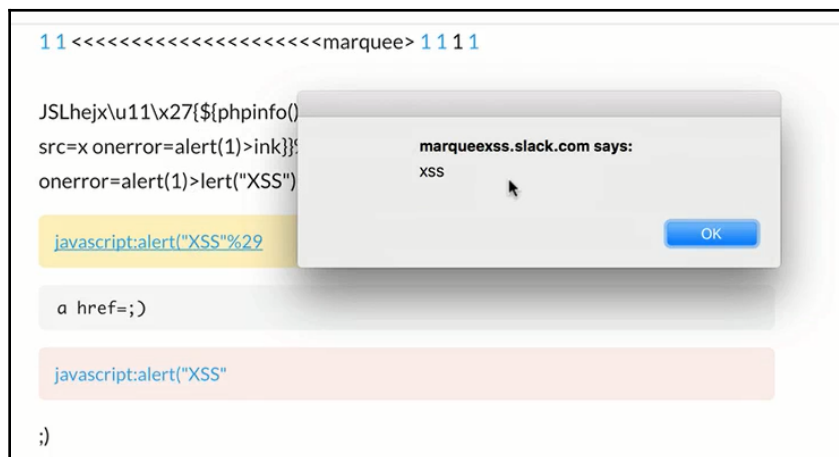 1 1 <<<<<<<<<<<<<<<<<<<<<marquee> 1 1 1 1
JSLhejx\u11\x27{${phpinfo()
src=x onerror=alert(1)>ink}}%
onerror=alert(1)>lert("XSS")
marqueexss.slack.com says:
XSS
OK
javascript:alert("XSS"%29
a href=;)
javascript:alert("XSS"
;)